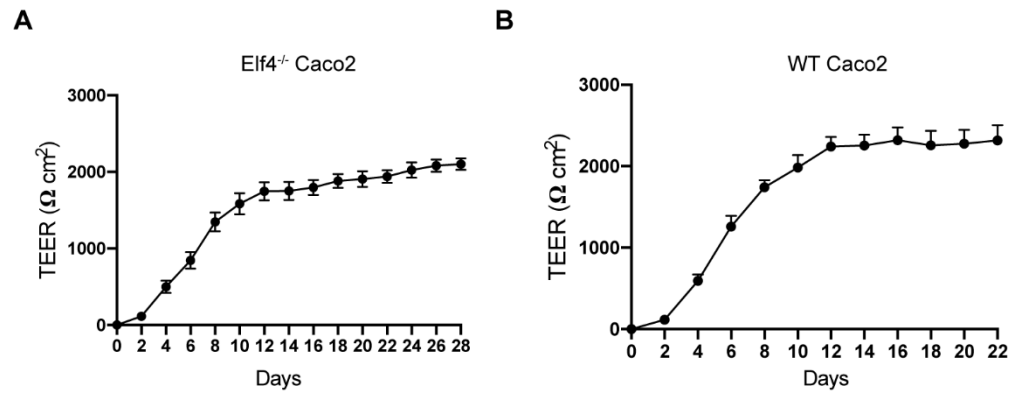 A
Elf4-/- Caco2
TEER (Ω cm2)
3000
2000
1000
0
0 2 4 6 8 10 12 14 16 18 20 22 24 26 28
Days
B
WT Caco2
TEER (Ω cm2)
3000
2000
1000
0
0 2 4 6 8 10 12 14 16 18 20 22
Days